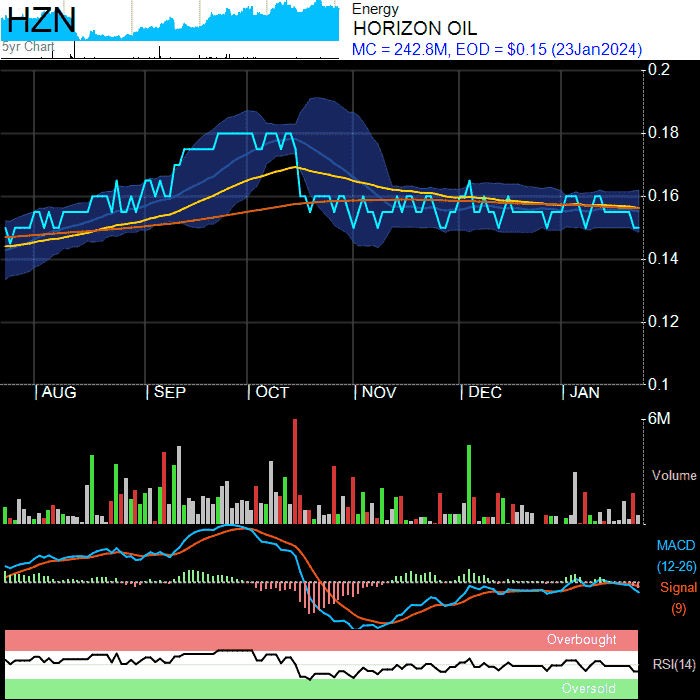 HZN
5yr Chart
Energy
HORIZON OIL
MC = 242.8M, EOD = $0.15 (23Jan2024)
0.2
0.18
0.16
0.14
0.12
0.1
| AUG | SEP | OCT | NOV | DEC | JAN
6M
Volume
MACD
(12-26)
Signal
(9)
Overbought
RSI(14)
Oversold